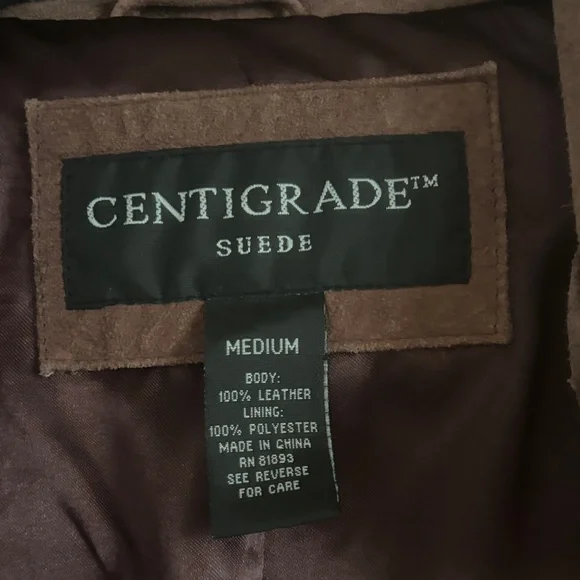 CENTIGRADE™
SUEDE
MEDIUM
BODY:
100% LEATHER
LINING:
100% POLYESTER
MADE IN CHINA
RN 81893
SEE REVERSE
FOR CARE